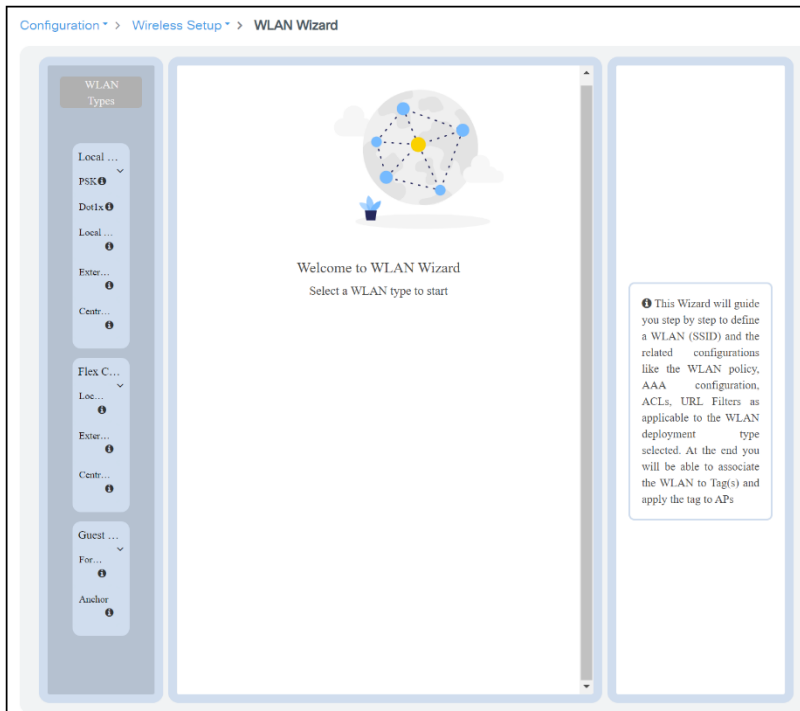 Configuration > Wireless Setup > WLAN Wizard
WLAN
Types
Local ...
PSK
Dot1x
Local ...
Exter...
Centr...
Flex C...
Loc...
Exter...
Centr...
Guest ...
For...
Anchor
Welcome to WLAN Wizard
Select a WLAN type to start
This Wizard will guide
you step by step to define
a WLAN (SSID) and the
related configurations
like the WLAN policy,
AAA configuration,
ACLs, URL Filters as
applicable to the WLAN
deployment type
selected. At the end you
will be able to associate
the WLAN to Tag(s) and
apply the tag to APs